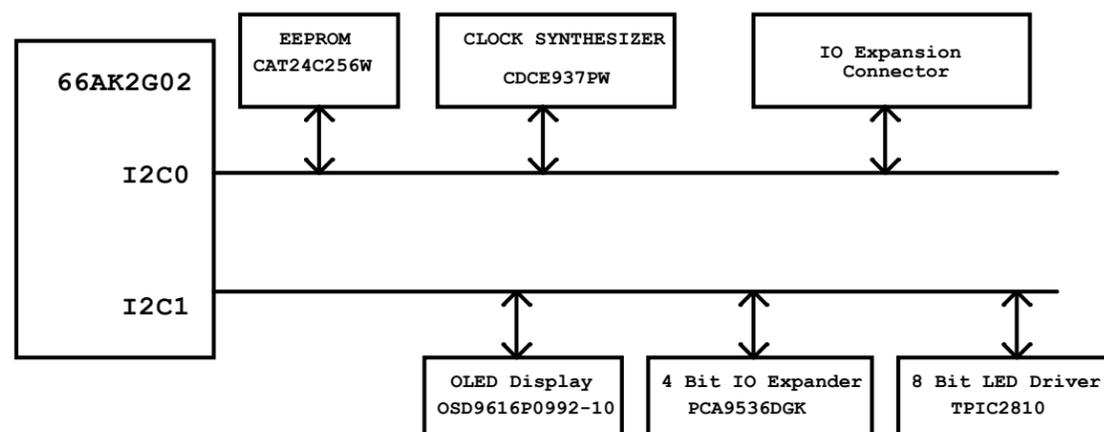 66AK2G02
I2C0
I2C1
EEPROM
CAT24C256W
CLOCK SYNTHESIZER
CDCE937PW
IO Expansion
Connector
OLED Display
OSD9616P0992-10
4 Bit IO Expander
PCA9536DGK
8 Bit LED Driver
TPIC2810